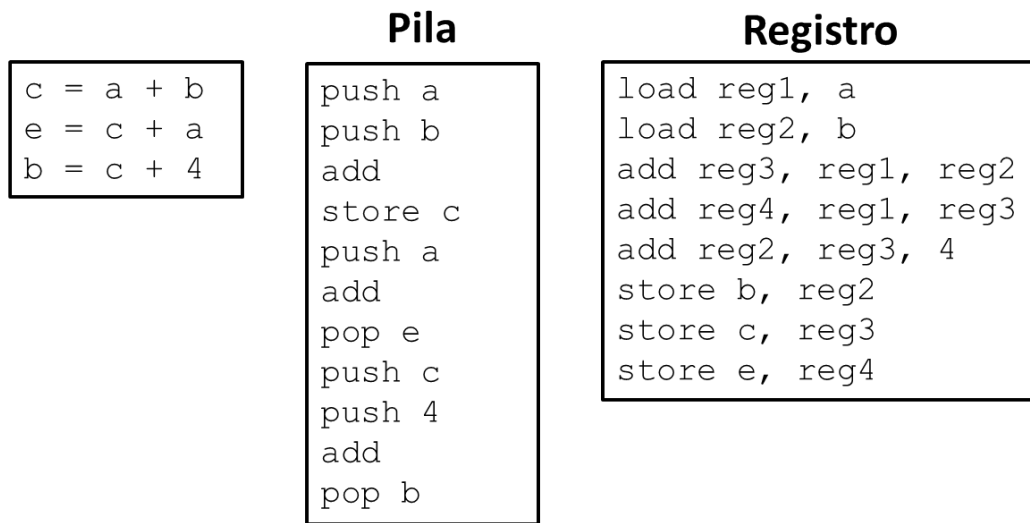 Pila
Registro
c = a + b
e = c + a
b = c + 4
push a
push b
add
store c
push a
add
pop e
push c
push 4
add
pop b
load reg1, a
load reg2, b
add reg3, reg1, reg2
add reg4, reg1, reg3
add reg2, reg3, 4
store b, reg2
store c, reg3
store e, reg4